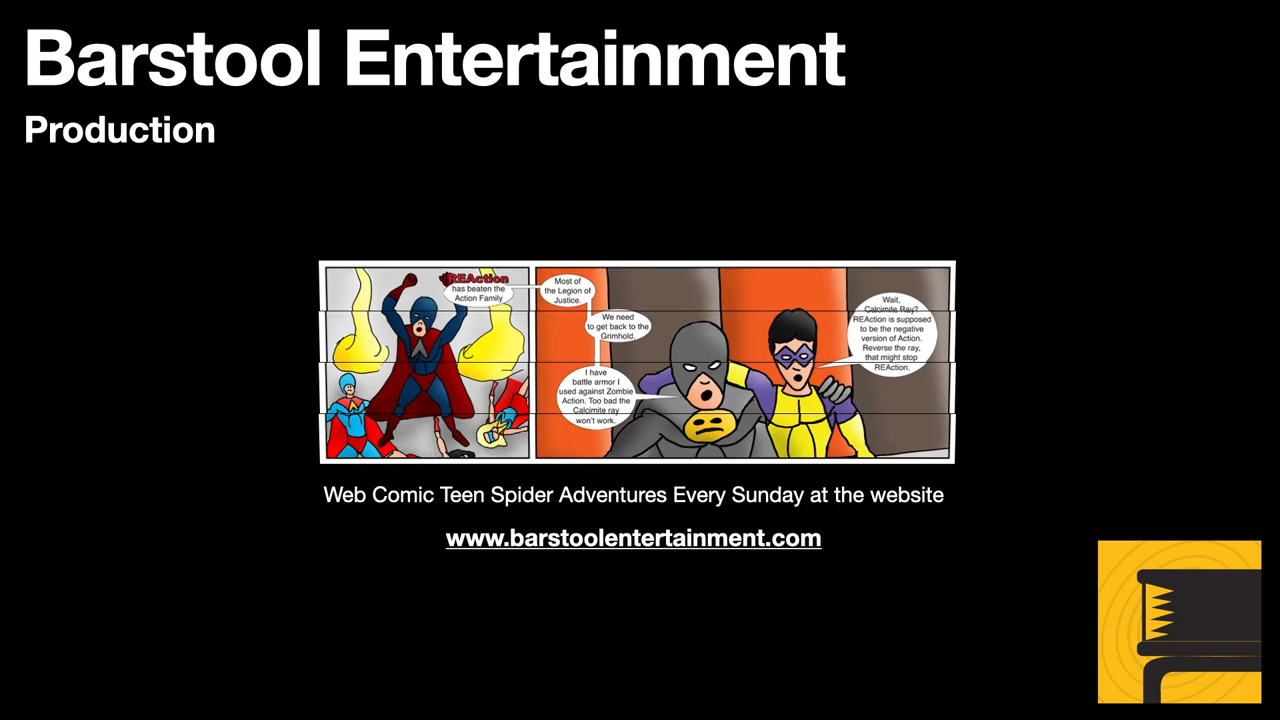 Barstool Entertainment
Production
REAction
has beaten the
Action Family
Most of
the Legion of
Justice.
We need
to get back to the
Grimhold.
I have
battle armor I
used against Zombie
Action. Too bad the
Calcimite ray
won't work.
Wait,
Calcimite Ray?
REAction is supposed
to be the negative
version of Action.
Reverse the ray,
that might stop
REAction.
Web Comic Teen Spider Adventures Every Sunday at the website
www.barstoolentertainment.com